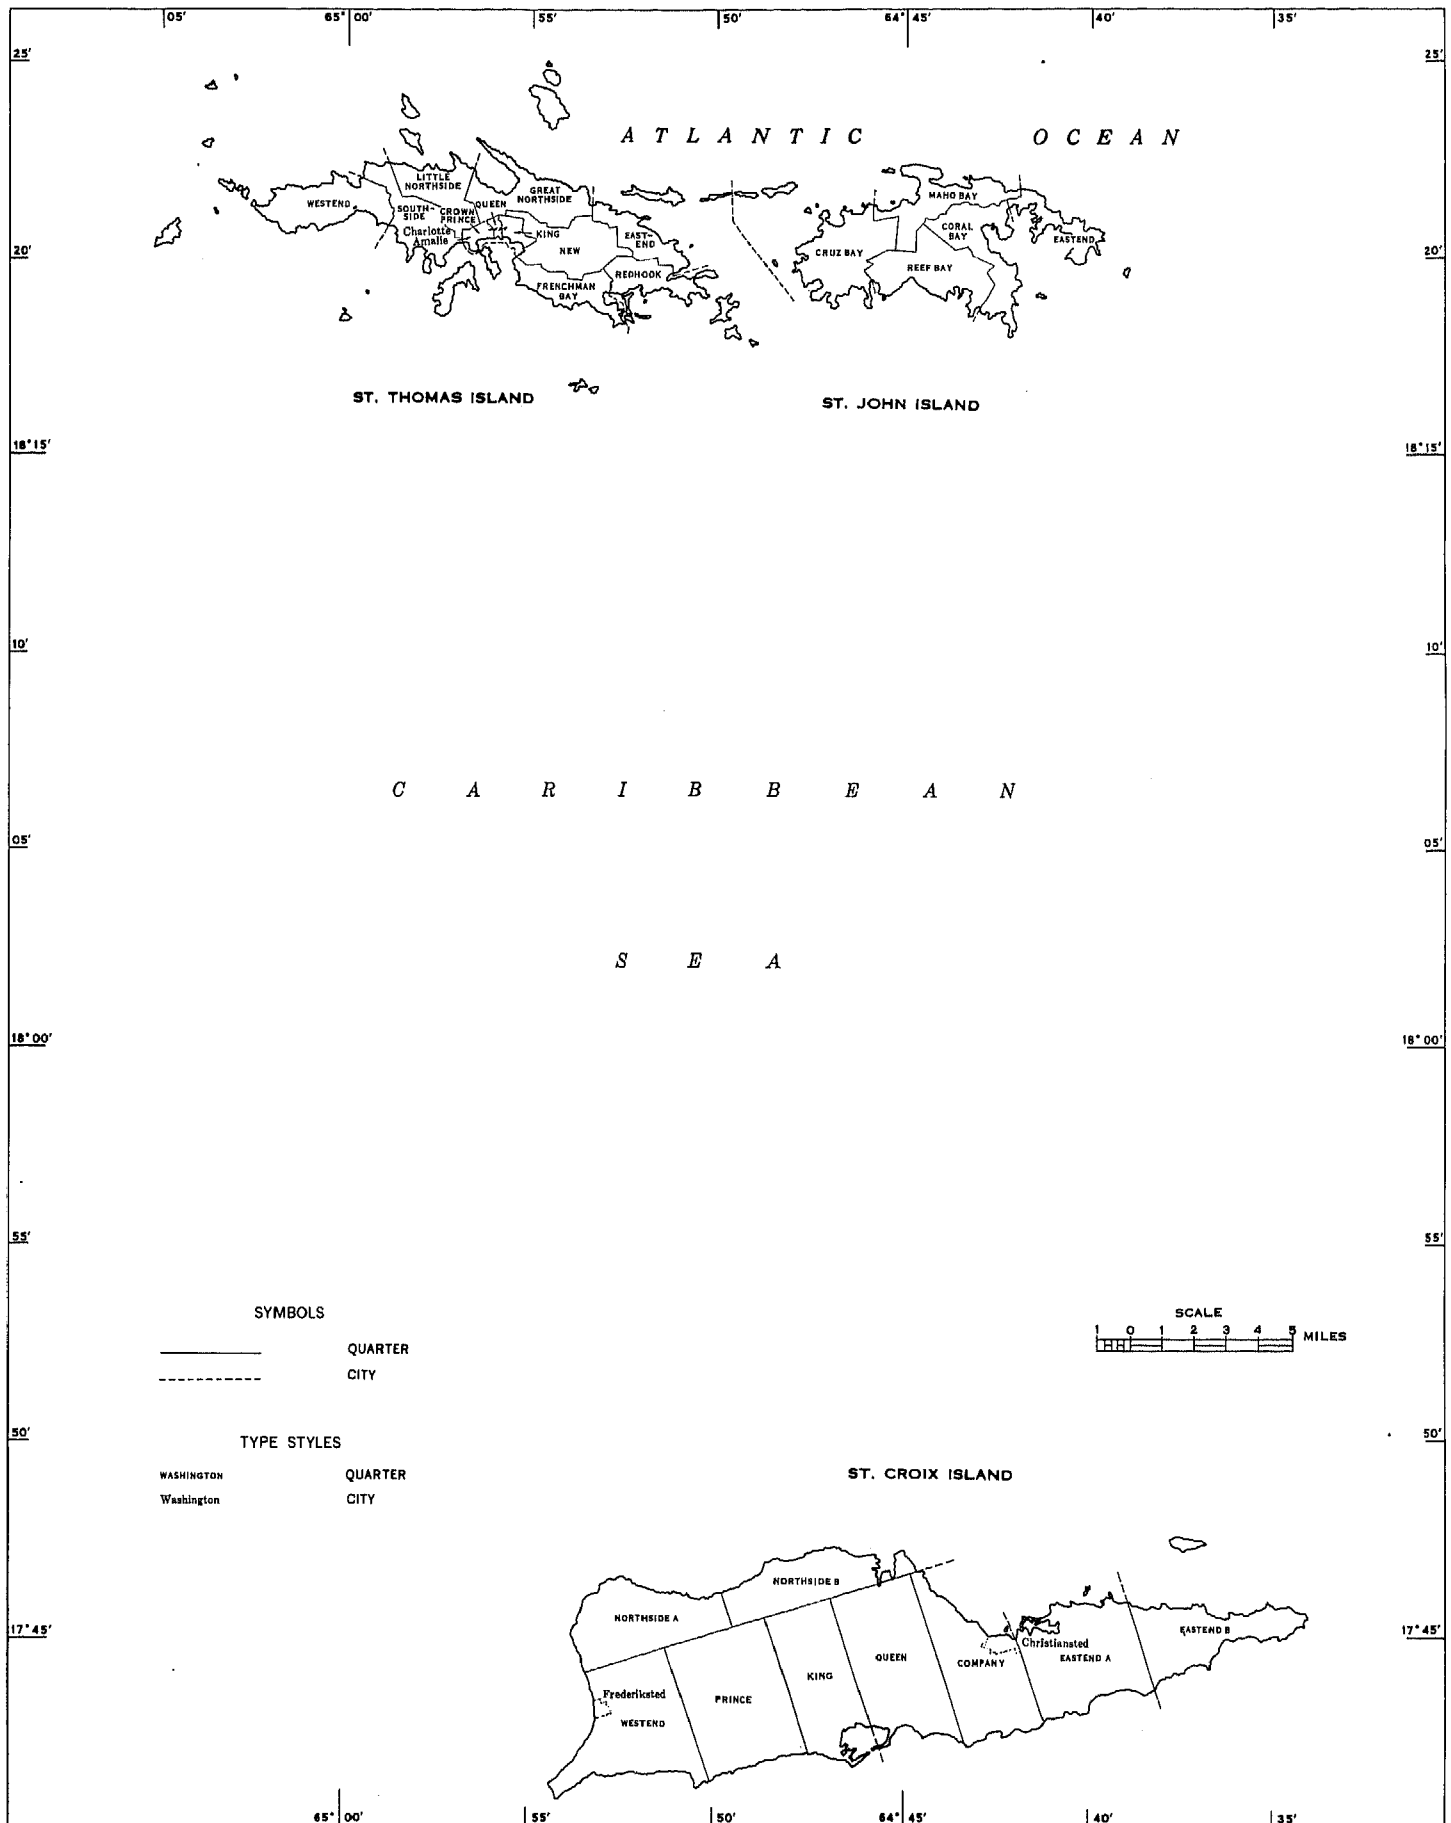 05' 65° 00' 55' 50' 64° 45' 40' 35'
25' 25'
ATLANTIC OCEAN
LITTLE
NORTHSIDE
GREAT
NORTHSIDE
WESTEND
QUEEN
SOUTH-
SIDE
CROWN
PRINCE
Charlotte
Amalie
KING
NEW
EAST-
END
REDHOOK
FRENCHMAN
BAY
MAHO BAY
CORAL
BAY
EASTEND
CRUZ BAY
REEF BAY
20' 20'
ST. THOMAS ISLAND
ST. JOHN ISLAND
18° 15' 18° 15'
10' 10'
CARIBBEAN
05' 05'
SEA
18° 00' 18° 00'
55' 55'
SYMBOLS
QUARTER
CITY
SCALE
1 0 1 2 3 4 5 MILES
50' 50'
TYPE STYLES
WASHINGTON QUARTER
Washington CITY
ST. CROIX ISLAND
NORTHSIDE B
NORTHSIDE A
EASTEND B
17° 45' 17° 45'
Christiansted
EASTEND A
COMPANY
QUEEN
KING
PRINCE
Frederiksted
WESTEND
65° 00' 55' 50' 64° 45' 40' 35'